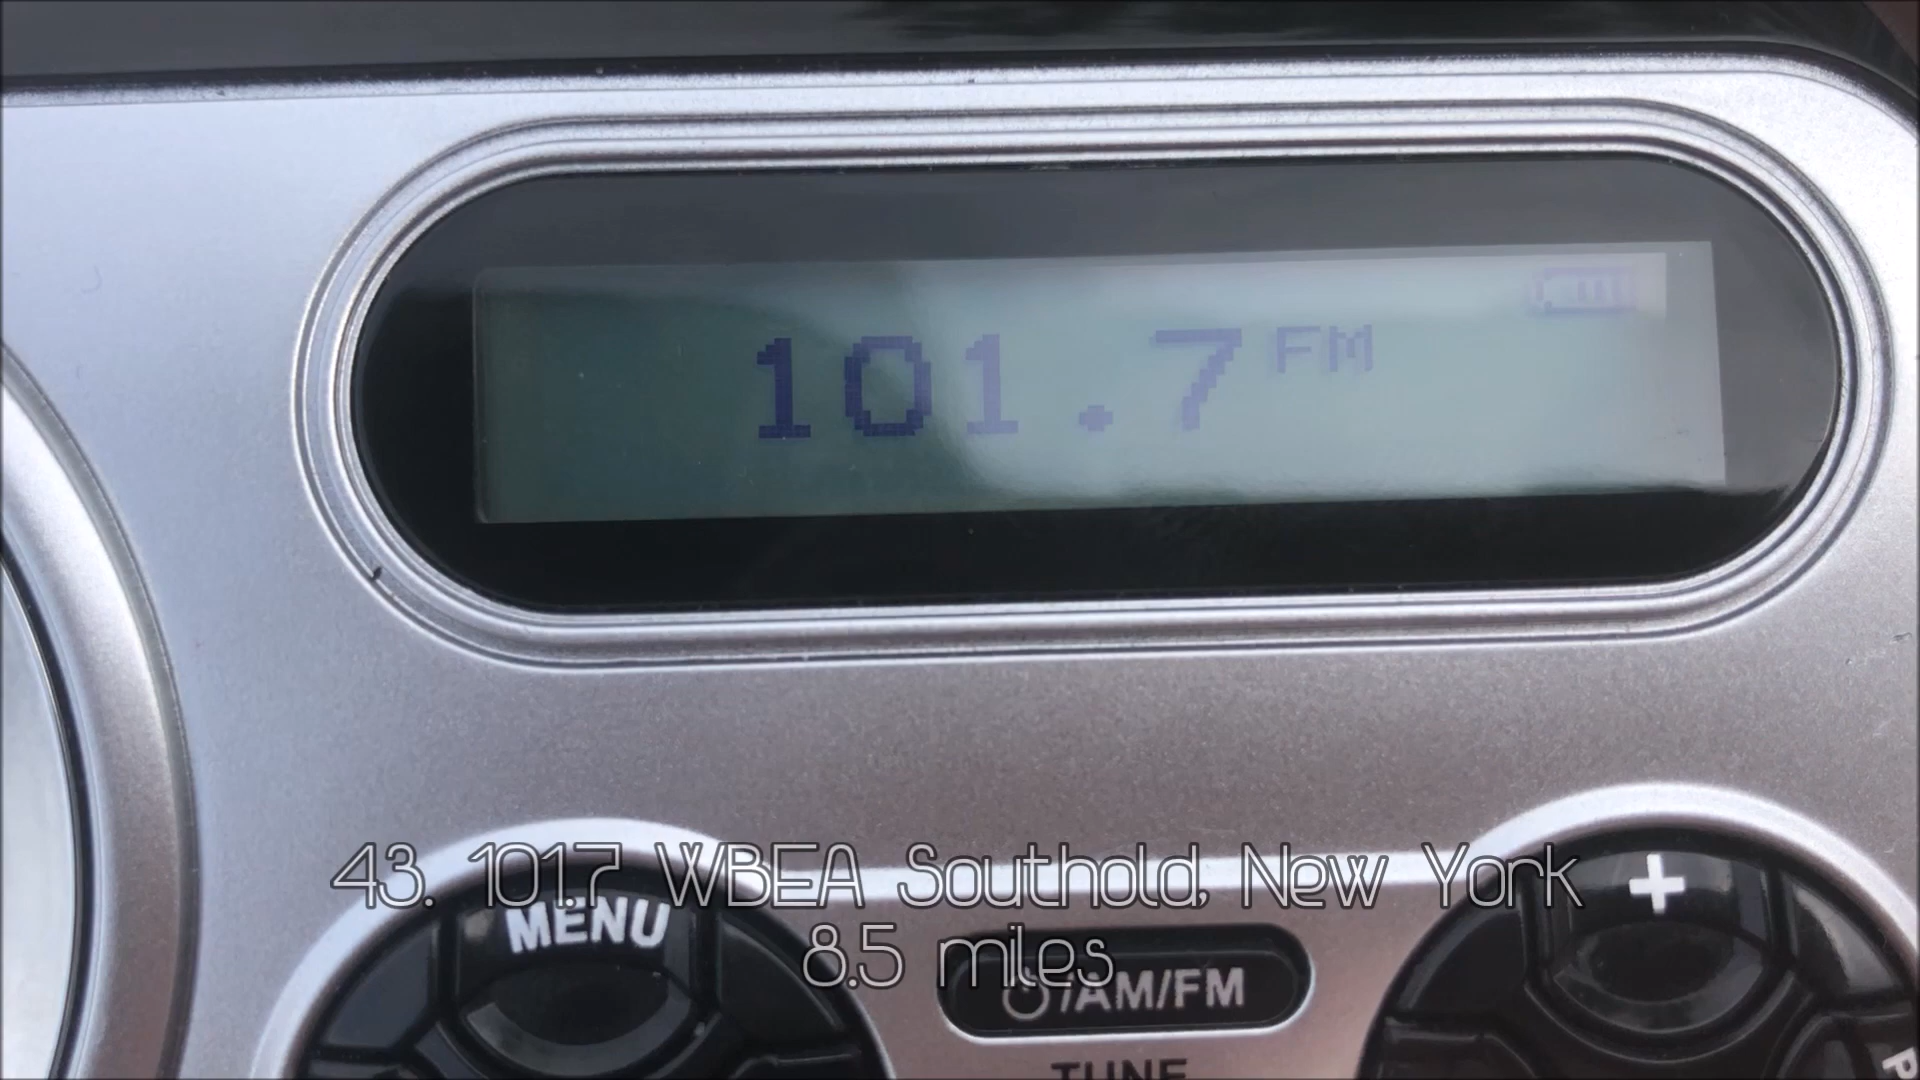 101.7 FM
43. 101.7 WBEA Southold, New York
MENU
+
8.5 miles
/AM/FM
TUNE
P